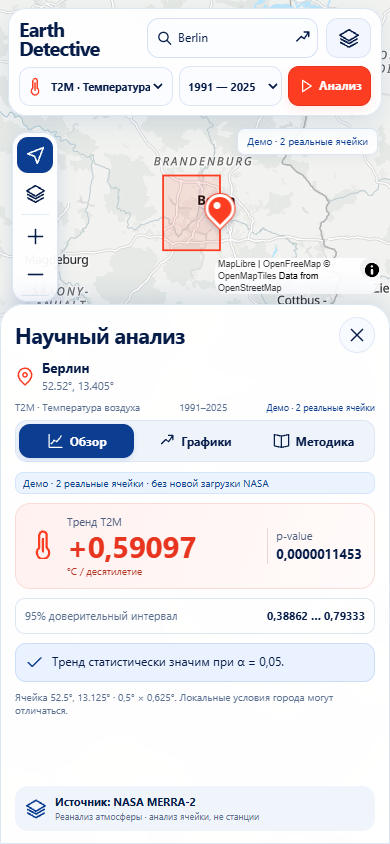 Earth
Detective
Berlin
T2M · Температура
1991 — 2025
Анализ
Демо · 2 реальные ячейки
BRANDENBURG
Magdeburg
MapLibre | OpenFreeMap ©
OpenMapTiles Data from
OpenStreetMap
Cottbus -
Научный анализ
Берлин
52.52°, 13.405°
T2M · Температура воздуха
1991–2025
Демо · 2 реальные ячейки
Обзор
Графики
Методика
Демо · 2 реальные ячейки · без новой загрузки NASA
Тренд T2M
+0,59097
°C / десятилетие
p-value
0,0000011453
95% доверительный интервал
0,38862 … 0,79333
Тренд статистически значим при α = 0,05.
Ячейка 52.5°, 13.125° · 0,5° × 0,625°. Локальные условия города могут
отличаться.
Источник: NASA MERRA-2
Реанализ атмосферы · анализ ячейки, не станции